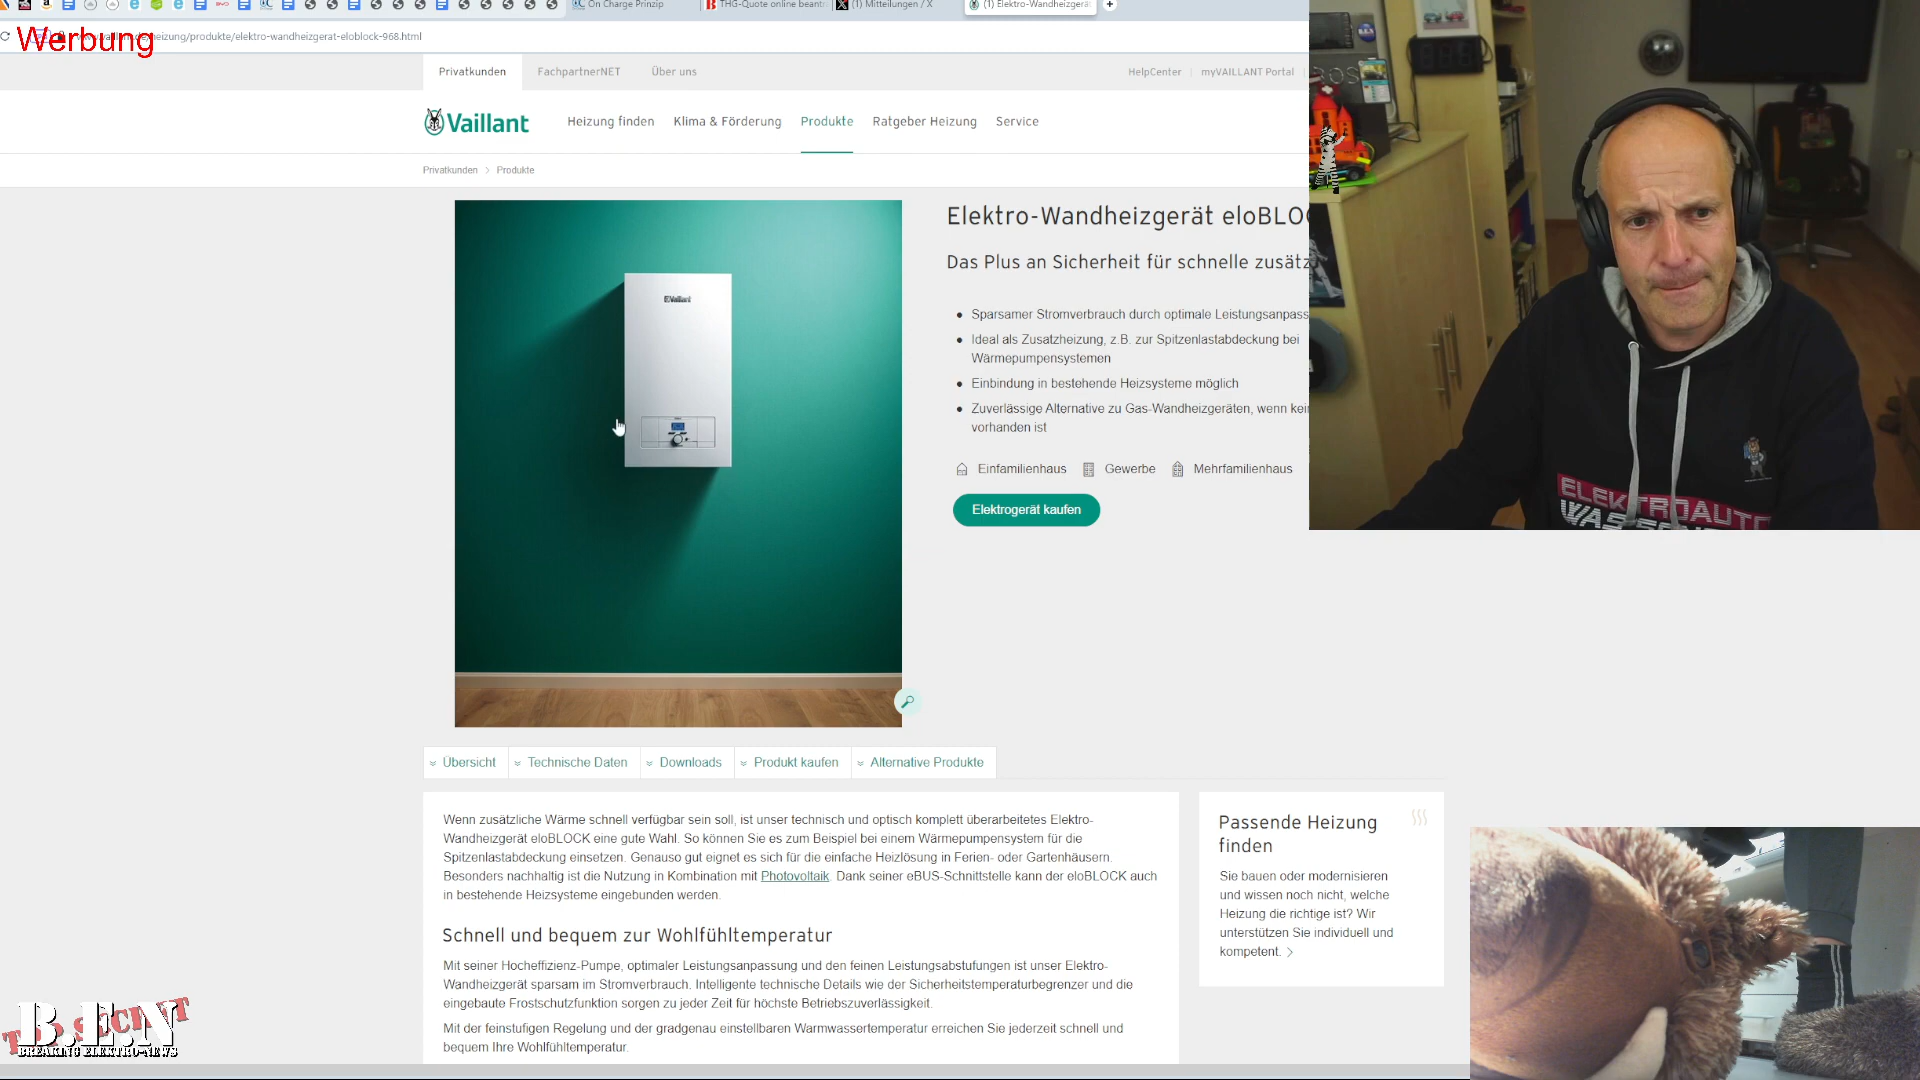 On Charge Prinzip
THG-Quote online beant
(1) Mitteilungen / X
(1) Elektro-Wandheizgerä
Werbung
heizung/produkte/elektro-wandheizgerat-eloblock-968.html
Privatkunden
FachpartnerNET
Über uns
HelpCenter
myVAILLANT Portal
Vaillant
Heizung finden
Klima & Förderung
Produkte
Ratgeber Heizung
Service
Privatkunden
Produkte
Elektro-Wandheizgerät eloBLOC
Das Plus an Sicherheit für schnelle zusätz
Vaillant
Sparsamer Stromverbrauch durch optimale Leistungsanpass
Ideal als Zusatzheizung, z.B. zur Spitzenlastabdeckung bei
Wärmepumpensystemen
Einbindung in bestehende Heizsysteme möglich
Zuverlässige Alternative zu Gas-Wandheizgeräten, wenn kei
vorhanden ist
Einfamilienhaus
Gewerbe
Mehrfamilienhaus
Elektrogerät kaufen
ELEKTROAUTO
Übersicht
Technische Daten
Downloads
Produkt kaufen
Alternative Produkte
Wenn zusätzliche Wärme schnell verfügbar sein soll, ist unser technisch und optisch komplett überarbeitetes Elektro-
Wandheizgerät eloBLOCK eine gute Wahl. So können Sie es zum Beispiel bei einem Wärmepumpensystem für die
Spitzenlastabdeckung einsetzen. Genauso gut eignet es sich für die einfache Heizlösung in Ferien- oder Gartenhäusern.
Besonders nachhaltig ist die Nutzung in Kombination mit Photovoltaik. Dank seiner eBUS-Schnittstelle kann der eloBLOCK auch
in bestehende Heizsysteme eingebunden werden.
Schnell und bequem zur Wohlfühltemperatur
Mit seiner Hocheffizienz-Pumpe, optimaler Leistungsanpassung und den feinen Leistungsabstufungen ist unser Elektro-
Wandheizgerät sparsam im Stromverbrauch. Intelligente technische Details wie der Sicherheitstemperaturbegrenzer und die
eingebaute Frostschutzfunktion sorgen zu jeder Zeit für höchste Betriebszuverlässigkeit.
Mit der feinstufigen Regelung und der gradgenau einstellbaren Warmwassertemperatur erreichen Sie jederzeit schnell und
bequem Ihre Wohlfühltemperatur.
Passende Heizung
finden
Sie bauen oder modernisieren
und wissen noch nicht, welche
Heizung die richtige ist? Wir
unterstützen Sie individuell und
kompetent.
TOP SECRET
B.E.N
BREAKING ELEKTRO-NEWS